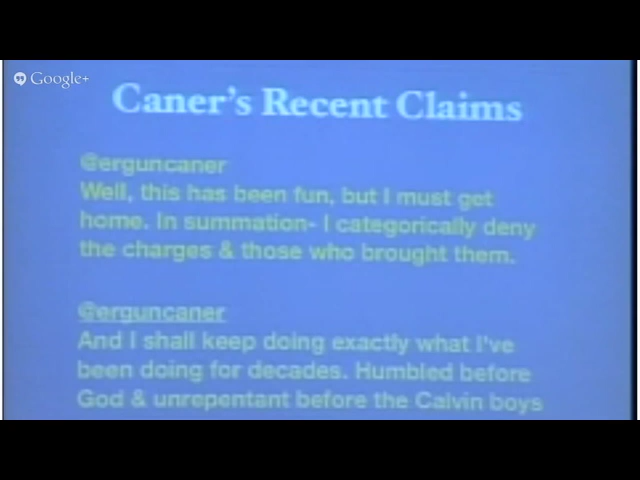 Google+
Caner's Recent Claims
@erguncaner
Well, this has been fun, but I must get
home. In summation- I categorically deny
the charges & those who brought them.
@erguncaner
And I shall keep doing exactly what I've
been doing for decades. Humbled before
God & unrepentant before the Calvin boys